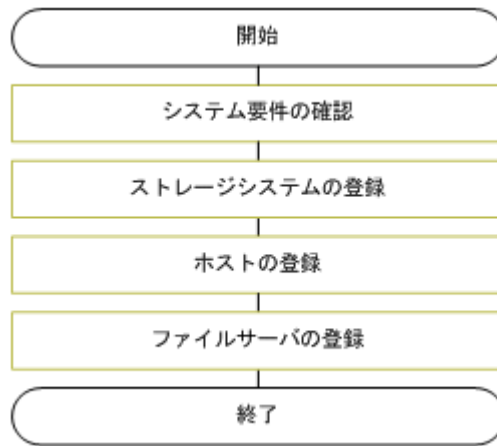 開始
システム要件の確認
ストレージシステムの登録
ホストの登録
ファイルサーバの登録
終了